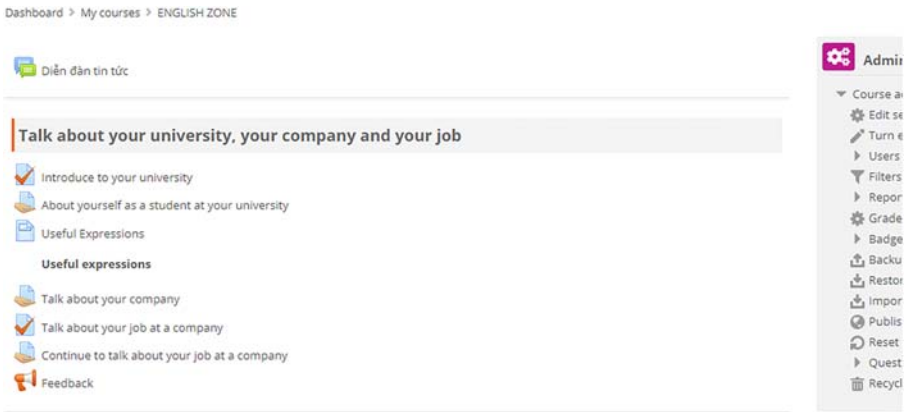 Dashboard > My courses > ENGLISH ZONE
Diễn đàn tin tức
Talk about your university, your company and your job
Introduce to your university
About yourself as a student at your university
Useful Expressions
Useful expressions
Talk about your company
Talk about your job at a company
Continue to talk about your job at a company
Feedback
Admin
Course a
Edit se
Turn e
Users
Filters
Repor
Grade
Badge
Backu
Restor
Impor
Publis
Reset
Quest
Recycl